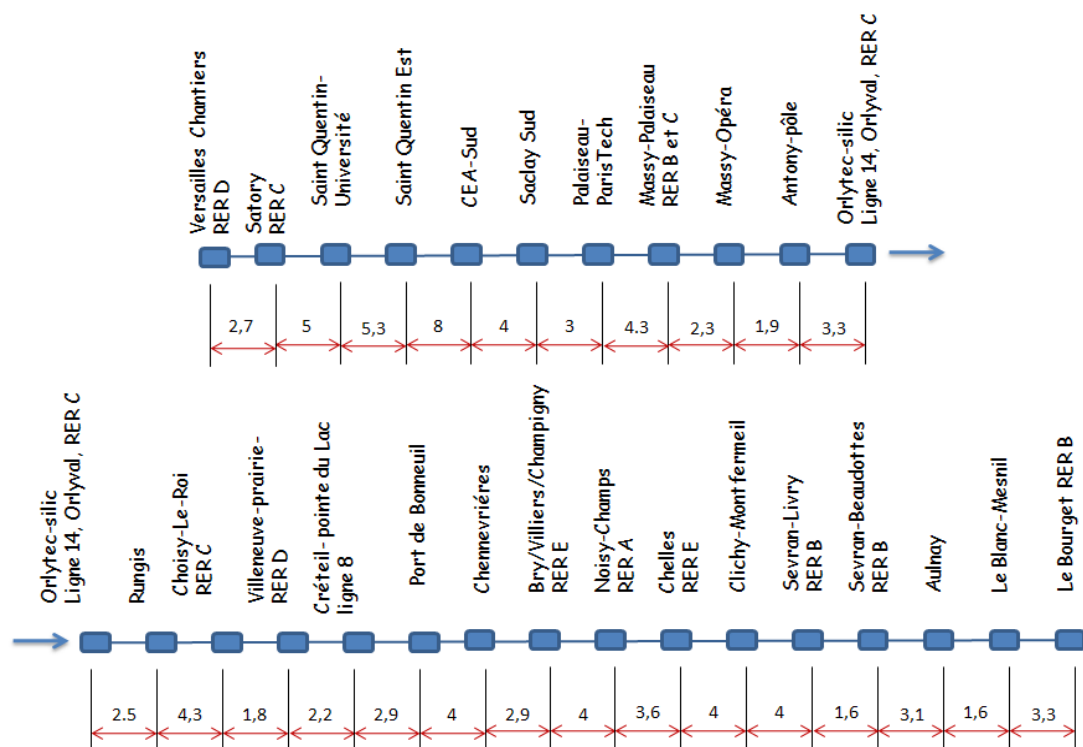 Versailles Chantiers
RER D
Satory
RER C
Saint Quentin-
Université
Saint Quentin Est
CEA-Sud
Saclay Sud
Palaiseau-
ParisTech
Massy-Palaiseau
RER B et C
Massy-Opéra
Antony-pôle
Orlytec-silic
Ligne 14, Orlyval, RER C
2,7
5
5,3
8
4
3
4.3
2,3
1,9
3,3
Orlytec-silic
Ligne 14, Orlyval, RER C
Rungis
Choisy-Le-Roi
RER C
Villeneuve-prairie-
RER D
Créteil-pointe du Lac
ligne 8
Port de Bonneuil
Chennevriéres
Bry/Villiers/Champigny
RER E
Noisy-Champs
RER A
Chelles
RER E
Clichy-Montfermeil
Sevran-Livry
RER B
Sevran-Beaudottes
RER B
Aulnay
Le Blanc-Mesnil
Le Bourget RER B
2.5
4,3
1,8
2,2
2,9
4
2,9
4
3,6
4
4
1,6
3,1
1,6
3,3